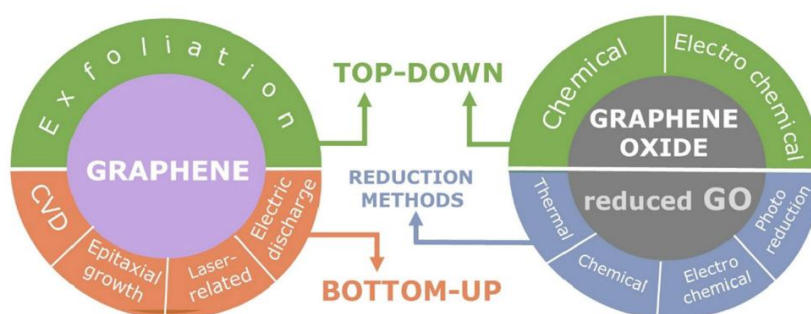 Exfoliation
GRAPHENE
CVD
Epitaxial
growth
Laser-
related
Electric
discharge
TOP-DOWN
REDUCTION
METHODS
BOTTOM-UP
Chemical
Electro chemical
GRAPHENE
OXIDE
reduced GO
Thermal
Chemical
Electro
chemical
Photo
reduction